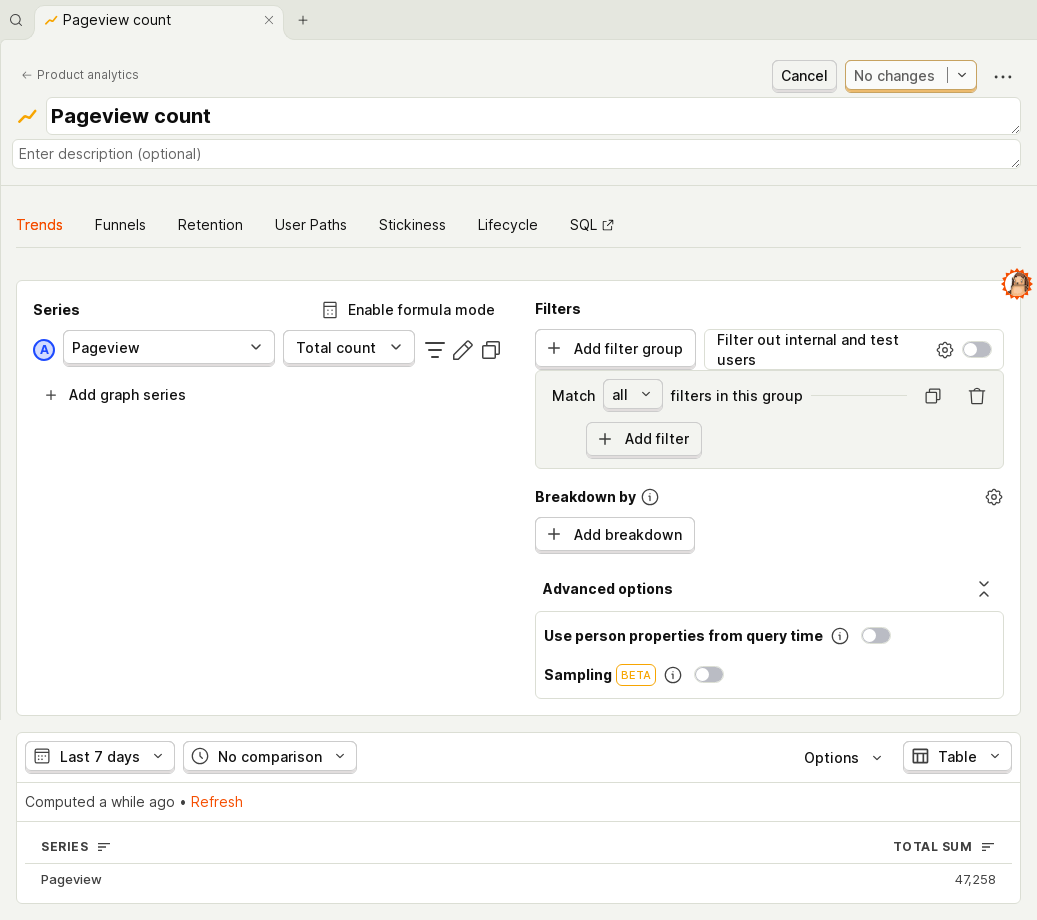 Pageview count
Product analytics
Cancel
No changes
Pageview count
Enter description (optional)
Trends Funnels Retention User Paths Stickiness Lifecycle SQL
Series
Enable formula mode
A Pageview Total count
Add graph series
Filters
Add filter group
Filter out internal and test
users
Match all filters in this group
Add filter
Breakdown by
Add breakdown
Advanced options
Use person properties from query time
Sampling BETA
Last 7 days No comparison Options Table
Computed a while ago • Refresh
SERIES TOTAL SUM
Pageview 47,258